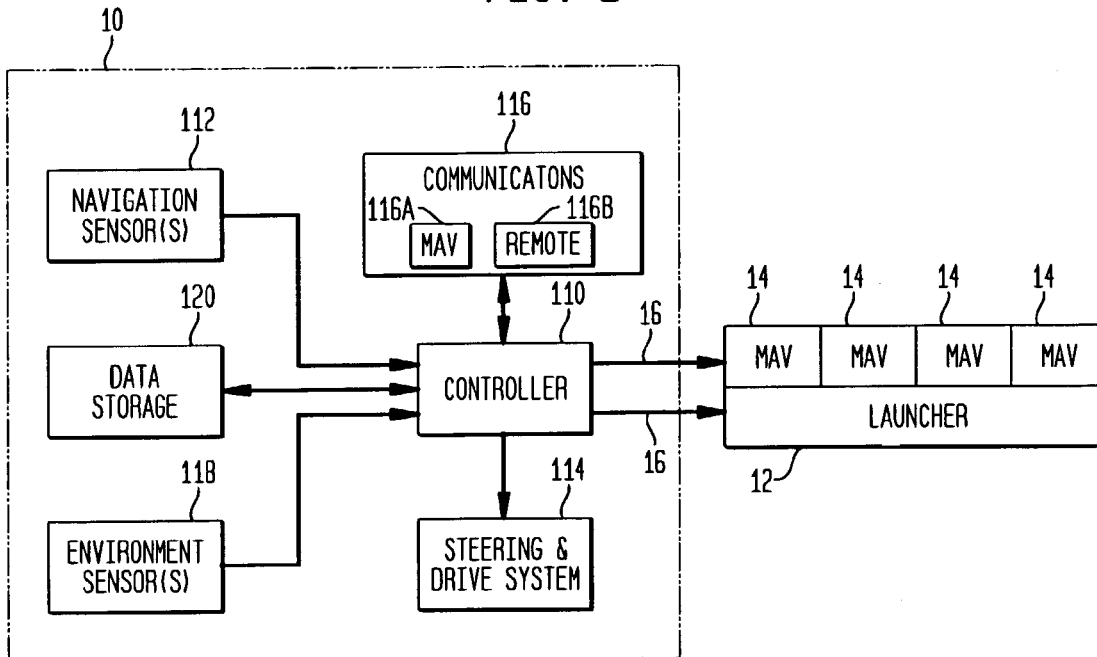 10
112
NAVIGATION
SENSOR(S)
116
COMMUNICATONS
116A
116B
MAV
REMOTE
120
DATA
STORAGE
110
CONTROLLER
16
16
14
14
14
14
MAV
MAV
MAV
MAV
LAUNCHER
12
118
ENVIRONMENT
SENSOR(S)
114
STEERING &
DRIVE SYSTEM